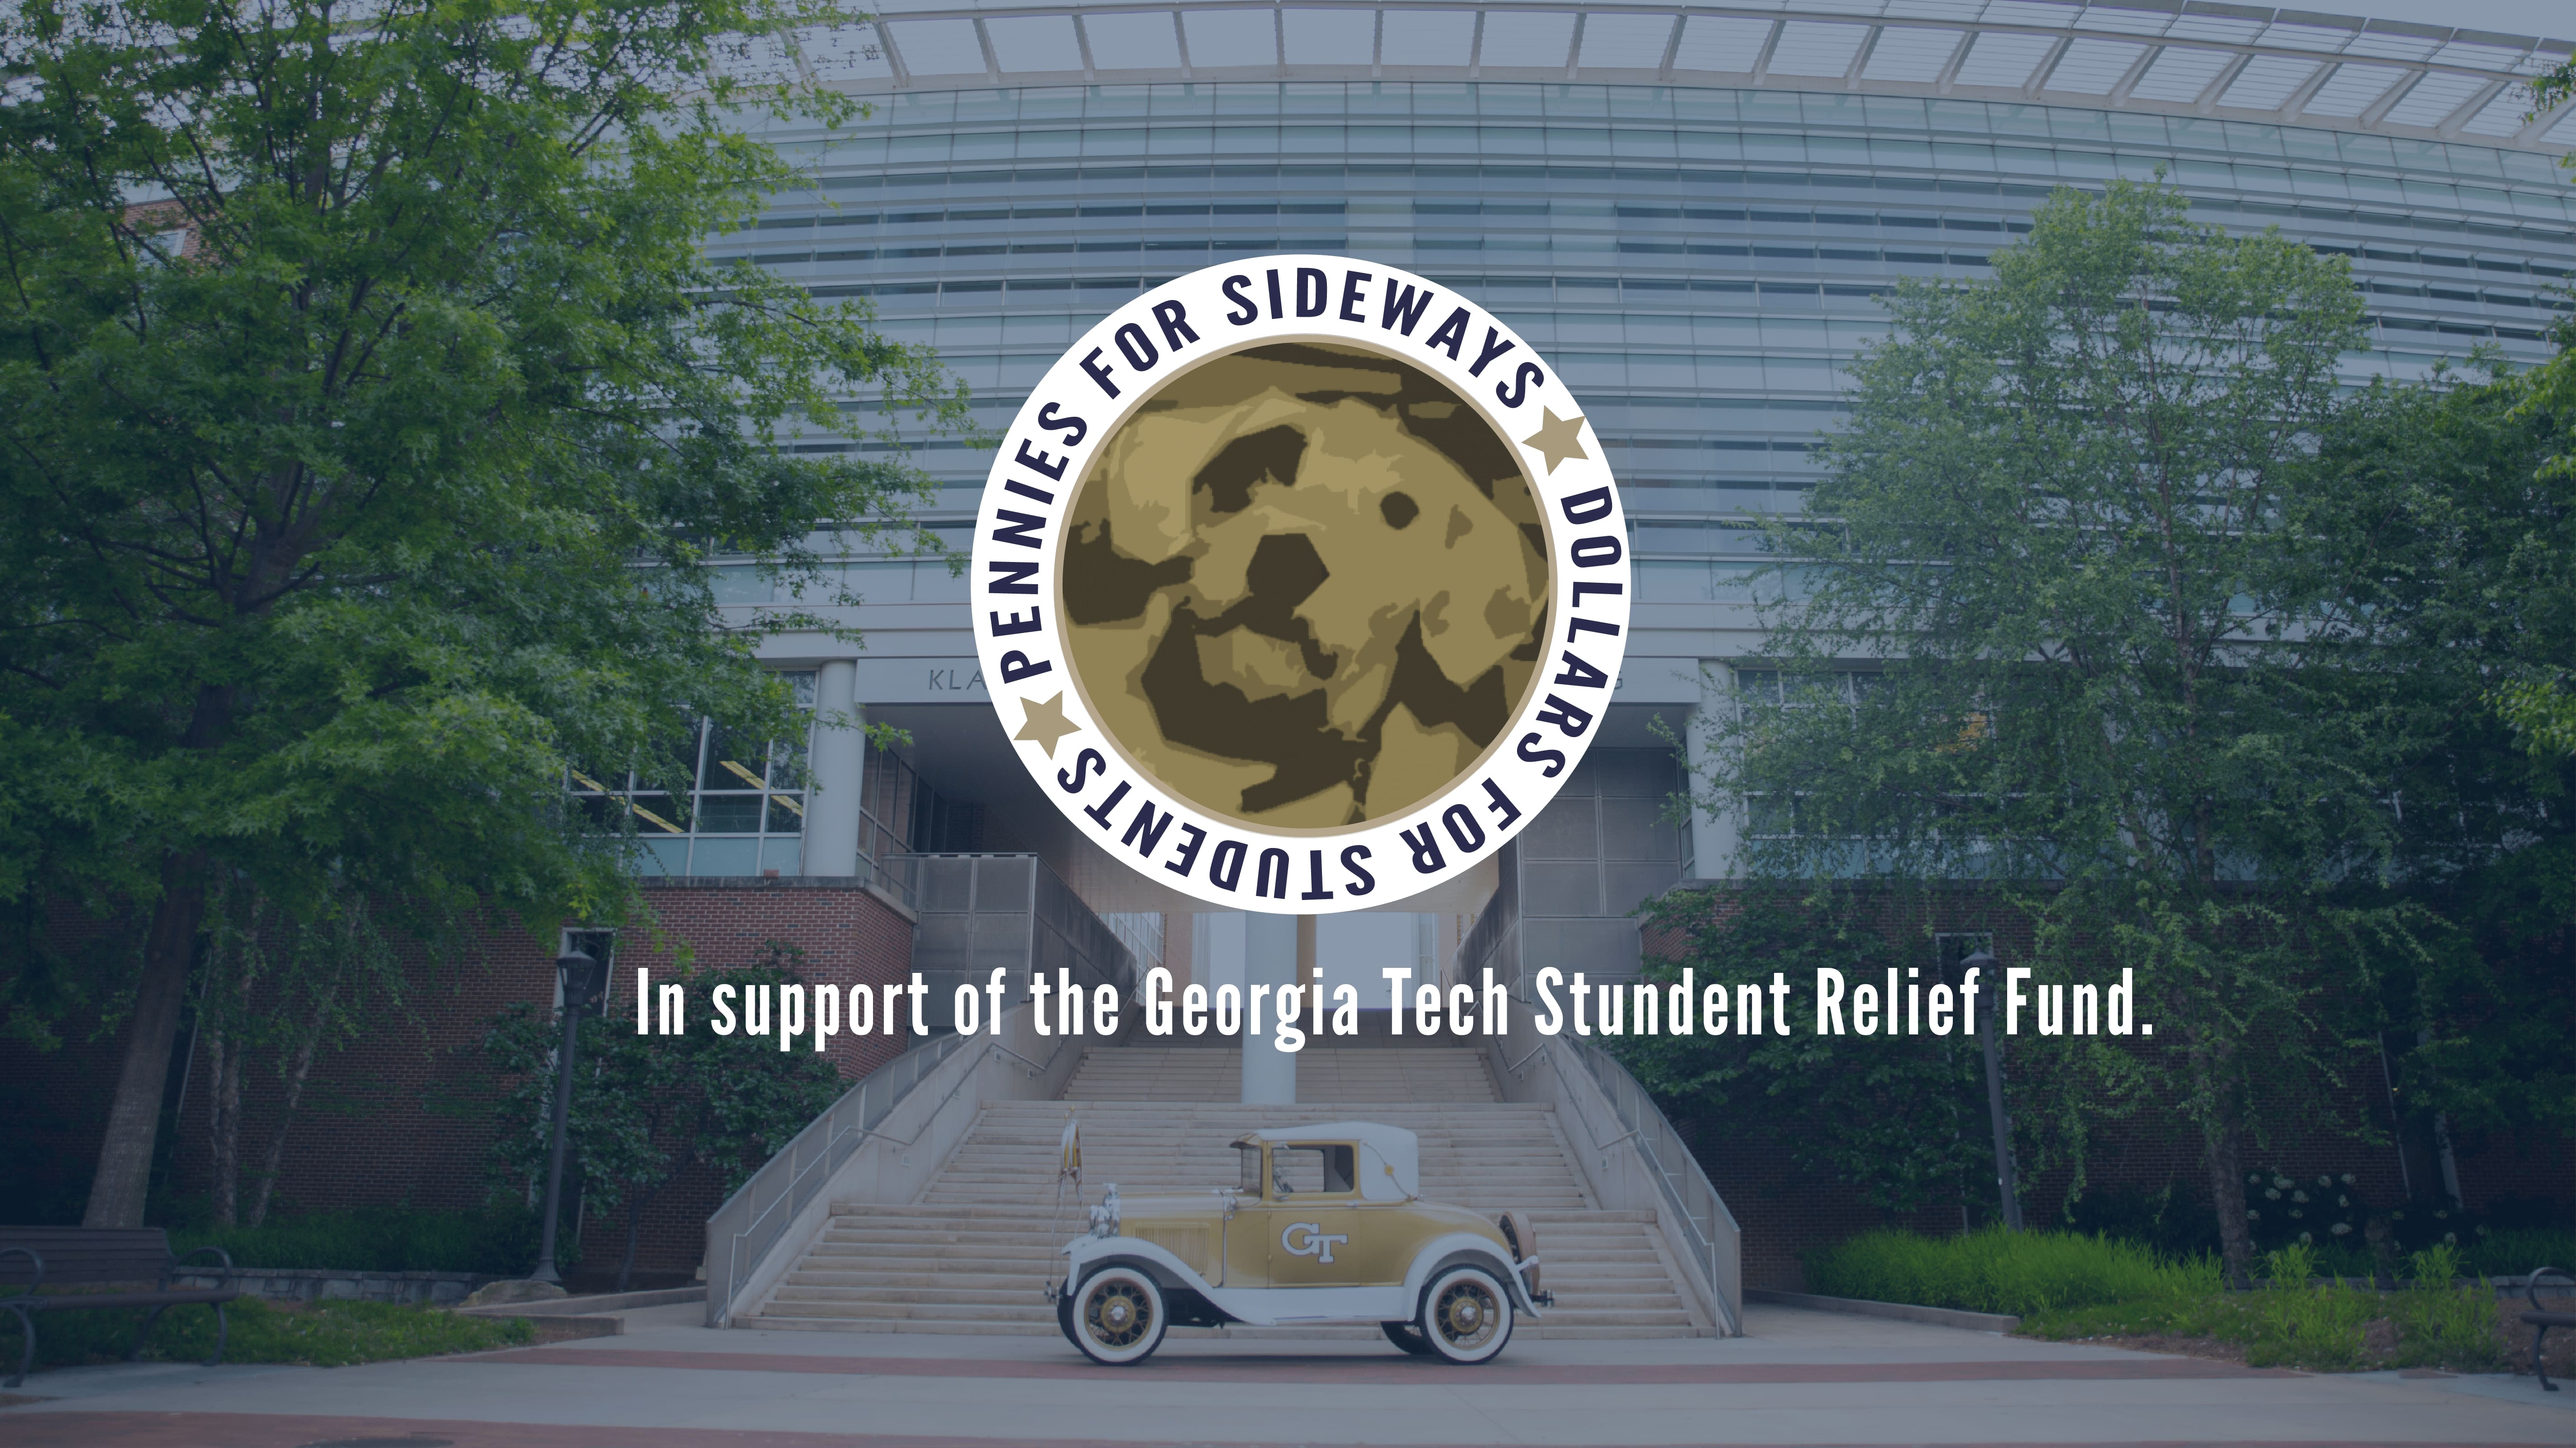 PENNIES FOR SIDEWAYS
DOLLARS FOR STUDENTS
KLA
G
In support of the Georgia Tech Stundent Relief Fund.
GT